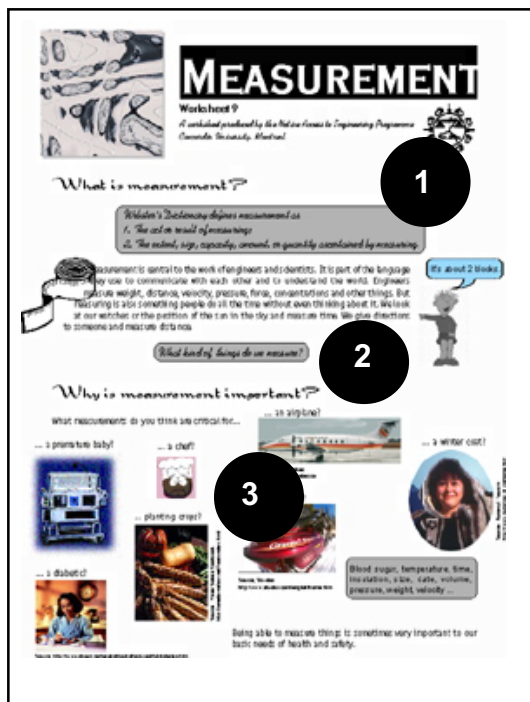 MEASUREMENT
Worksheet 9
A worksheet produced by the Native Access to Engineering Programme
Concordia University, Montreal
1
What is measurement?
Webster's Dictionary defines measurement as
1. The act or result of measuring
2. The extent, size, capacity, amount, or quantity ascertained by measuring
Measurement is central to the work of engineers and scientists. It is part of the language
they use to communicate with each other and to understand the world. Engineers
measure weight, distance, velocity, pressure, force, concentrations and other things. But
measuring is also something people do all the time without even thinking about it. We look
at our watches or the position of the sun in the sky and measure time. We give directions
to someone and measure distance.
It's about 2 blocks.
What kind of things do we measure?
2
Why is measurement important?
What measurements do you think are critical for...
... an airplane?
... a premature baby?
... a chef?
... a winter coat?
3
... planting crops?
... a diabetic?
Blood sugar, temperature, time,
insulation, size, date, volume,
pressure, weight, velocity ...
Being able to measure things is sometimes very important to our
basic needs of health and safety.